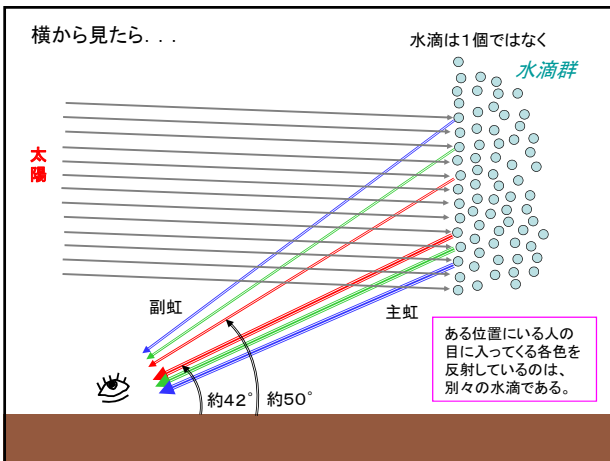 横から見たら．．．
水滴は１個ではなく
水滴群
太
陽
副虹
主虹
ある位置にいる人の
目に入ってくる各色を
反射しているのは、
別々の水滴である。
約４２° 約５０°